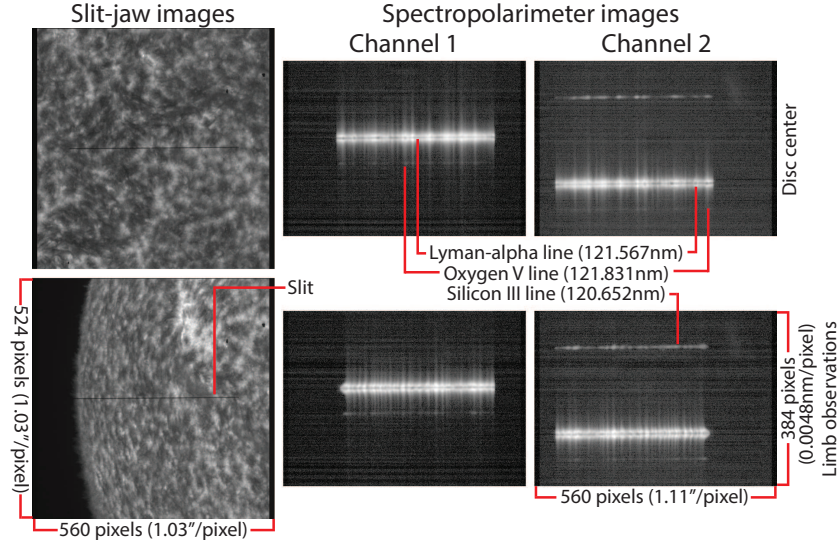 Slit-jaw images
Spectropolarimeter images
Channel 1
Channel 2
Disc center
Lyman-alpha line (121.567nm)
Oxygen V line (121.831nm)
Silicon III line (120.652nm)
Slit
524 pixels (1.03″/pixel)
560 pixels (1.03″/pixel)
384 pixels
(0.0048nm/pixel)
Limb observations
560 pixels (1.11″/pixel)